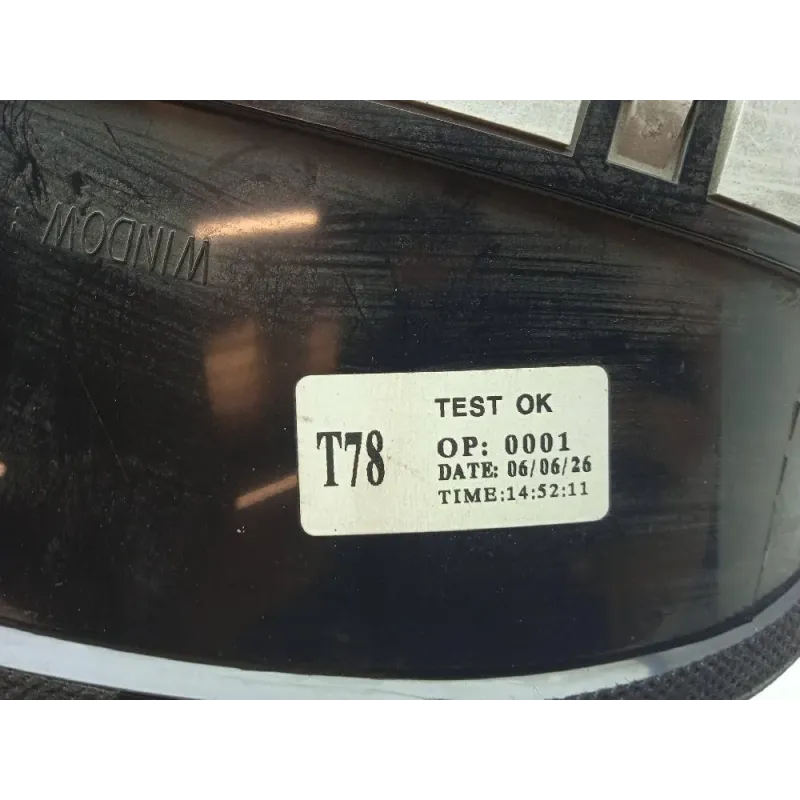 WINDOW :
TEST OK
T78
OP: 0001
DATE: 06/06/26
TIME:14:52:11